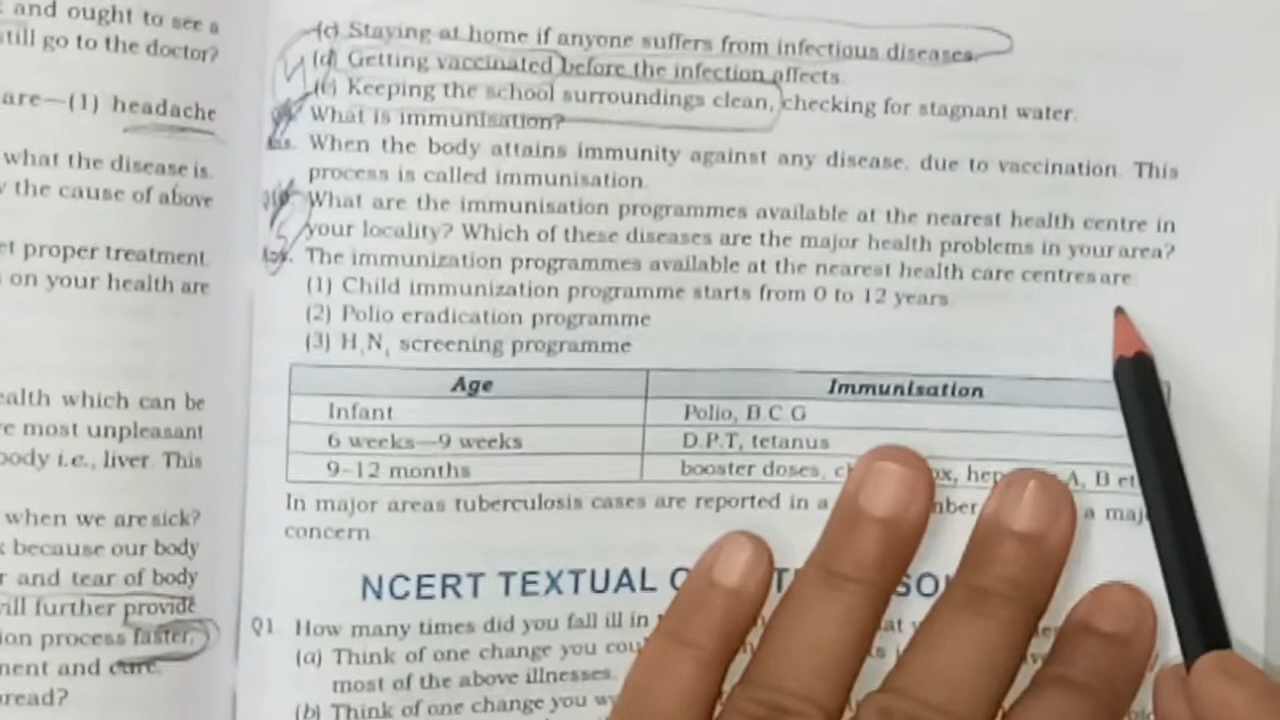 and ought to see a
still go to the doctor?
are—(1) headache
what the disease is.
the cause of above
proper treatment.
on your health are
which can be
most unpleasant
body i.e., liver. This
when we are sick?
because our body
and tear of body
will further provide
process faster,
and cure.
(c) Staying at home if anyone suffers from infectious diseases.
(d) Getting vaccinated before the infection affects.
Keeping the school surroundings clean, checking for stagnant water.
What is immunisation?
Ans. When the body attains immunity against any disease, due to vaccination. This
process is called immunisation.
What are the immunisation programmes available at the nearest health centre in
your locality? Which of these diseases are the major health problems in your area?
The immunization programmes available at the nearest health care centres are
(1) Child immunization programme starts from 0 to 12 years.
(2) Polio eradication programme
(3) H₁N₁ screening programme
Age Immunisation
Infant Polio, B C G
6 weeks—9 weeks D.P.T, tetanus
9–12 months booster doses, A, B
In major areas tuberculosis cases are reported in a a
concern.
NCERT TEXTUAL
Q1. How many times did you fall ill in
(a) Think of one change you
most of the above illnesses.
(b) Think of one change you